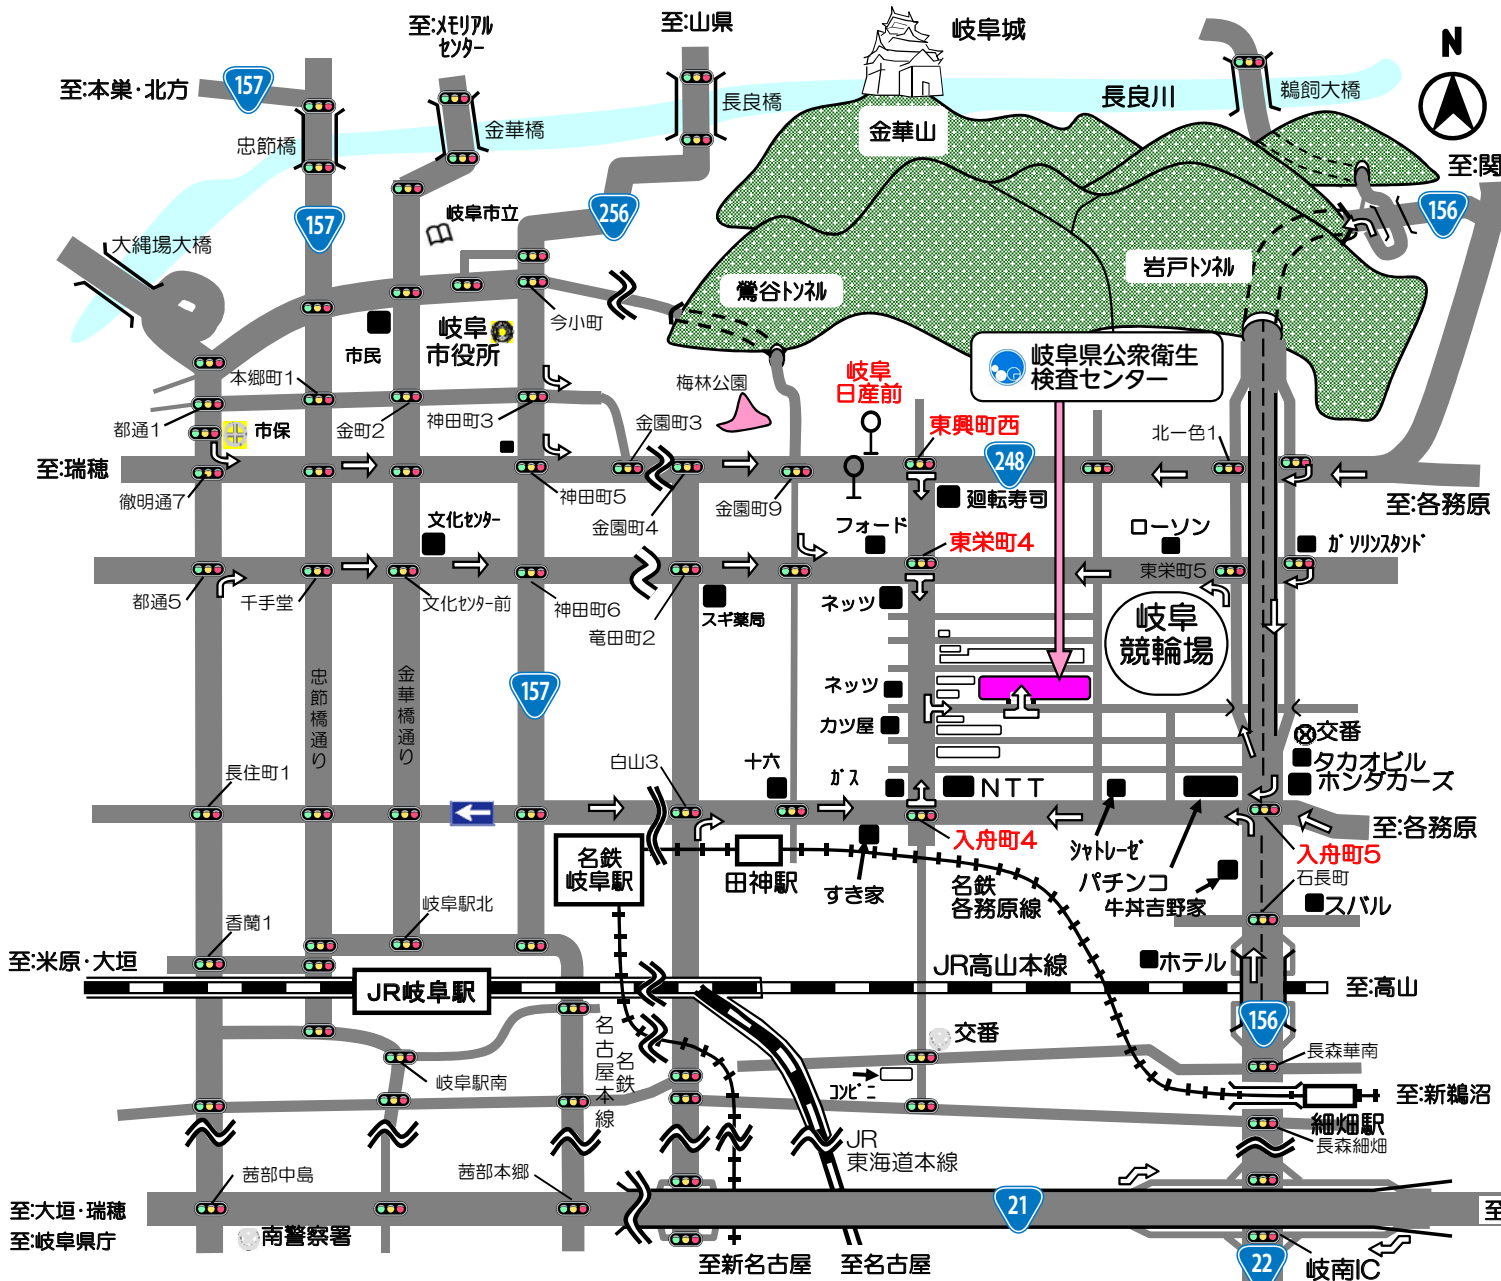 至:メモリアル
センター
至:山県
岐阜城
N
至:本巣・北方
157
忠節橋
金華橋
長良橋
長良川
鵜飼大橋
金華山
至:関
157
岐阜市立
256
156
大縄場大橋
岩戸トンネル
鶯谷トンネル
岐阜
市役所
今小町
市民
岐阜県公衆衛生
検査センター
本郷町1
梅林公園
岐阜
日産前
都通1
市保
金町2
神田町3
金園町3
東興町西
北一色1
至:瑞穂
248
徹明通7
神田町5
金園町4
金園町9
廻転寿司
至:各務原
文化センター
フォード
東栄町4
ローソン
ガソリンスタンド
東栄町5
都通5
千手堂
文化センター前
神田町6
竜田町2
スギ薬局
ネッツ
岐阜
競輪場
忠節橋通り
金華橋通り
157
ネッツ
カツ屋
交番
タカオビル
ホンダカーズ
長住町1
白山3
十六
ガス
NTT
至:各務原
入舟町4
入舟町5
シャトレーゼ
名鉄
岐阜駅
田神駅
すき家
名鉄
各務原線
パチンコ
牛丼吉野家
石長町
スバル
香蘭1
岐阜駅北
至:米原・大垣
JR高山本線
ホテル
JR岐阜駅
至:高山
156
名古屋本線
名鉄
交番
長森華南
岐阜駅南
コンビニ
至:新鵜沼
細畑駅
長森細畑
JR
東海道本線
茜部中島
茜部本郷
至:大垣・瑞穂
至:岐阜県庁
南警察署
21
至
至新名古屋
至名古屋
22
岐南IC